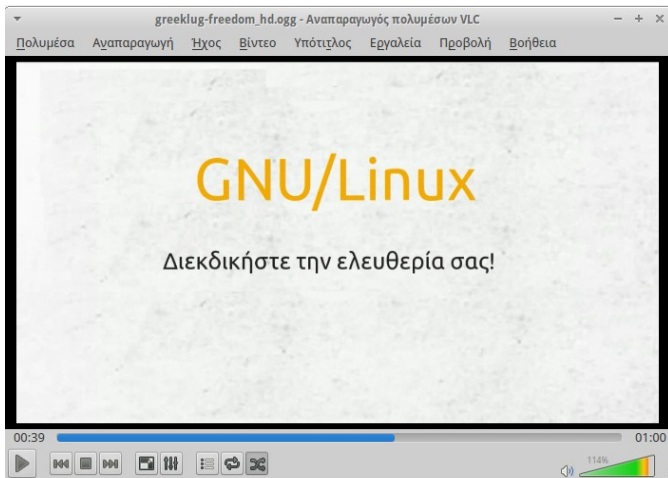 greeklug-freedom_hd.ogg - Αναπαραγωγός πολυμέσων VLC
Πολυμέσα Αναπαραγωγή Ήχος Βίντεο Υπότιτλος Εργαλεία Προβολή Βοήθεια
GNU/Linux
Διεκδικήστε την ελευθερία σας!
00:39 01:00
114%